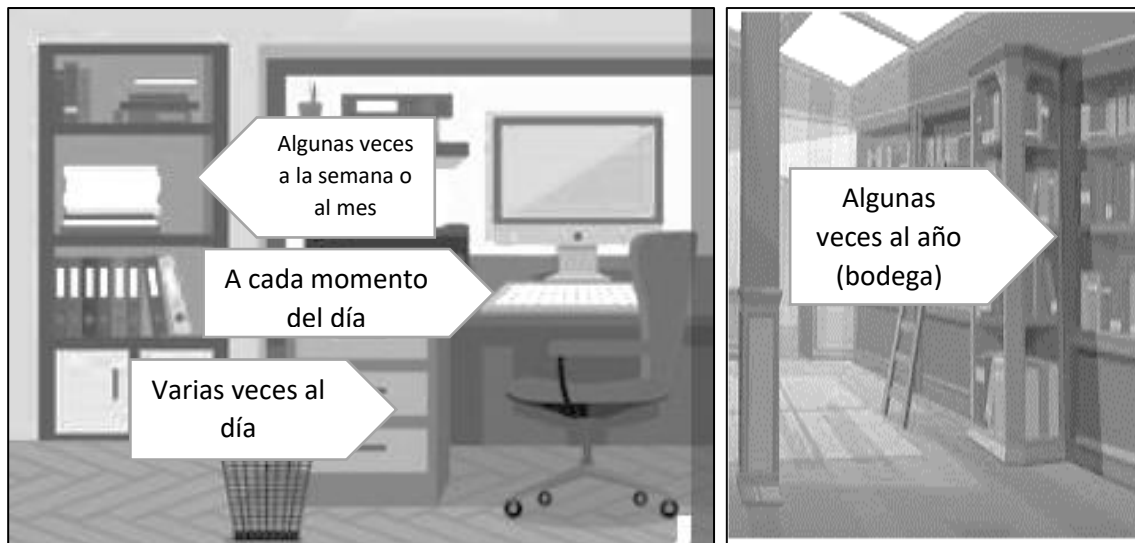 Algunas veces
a la semana o
al mes
A cada momento
del día
Varias veces al
día
Algunas
veces al año
(bodega)